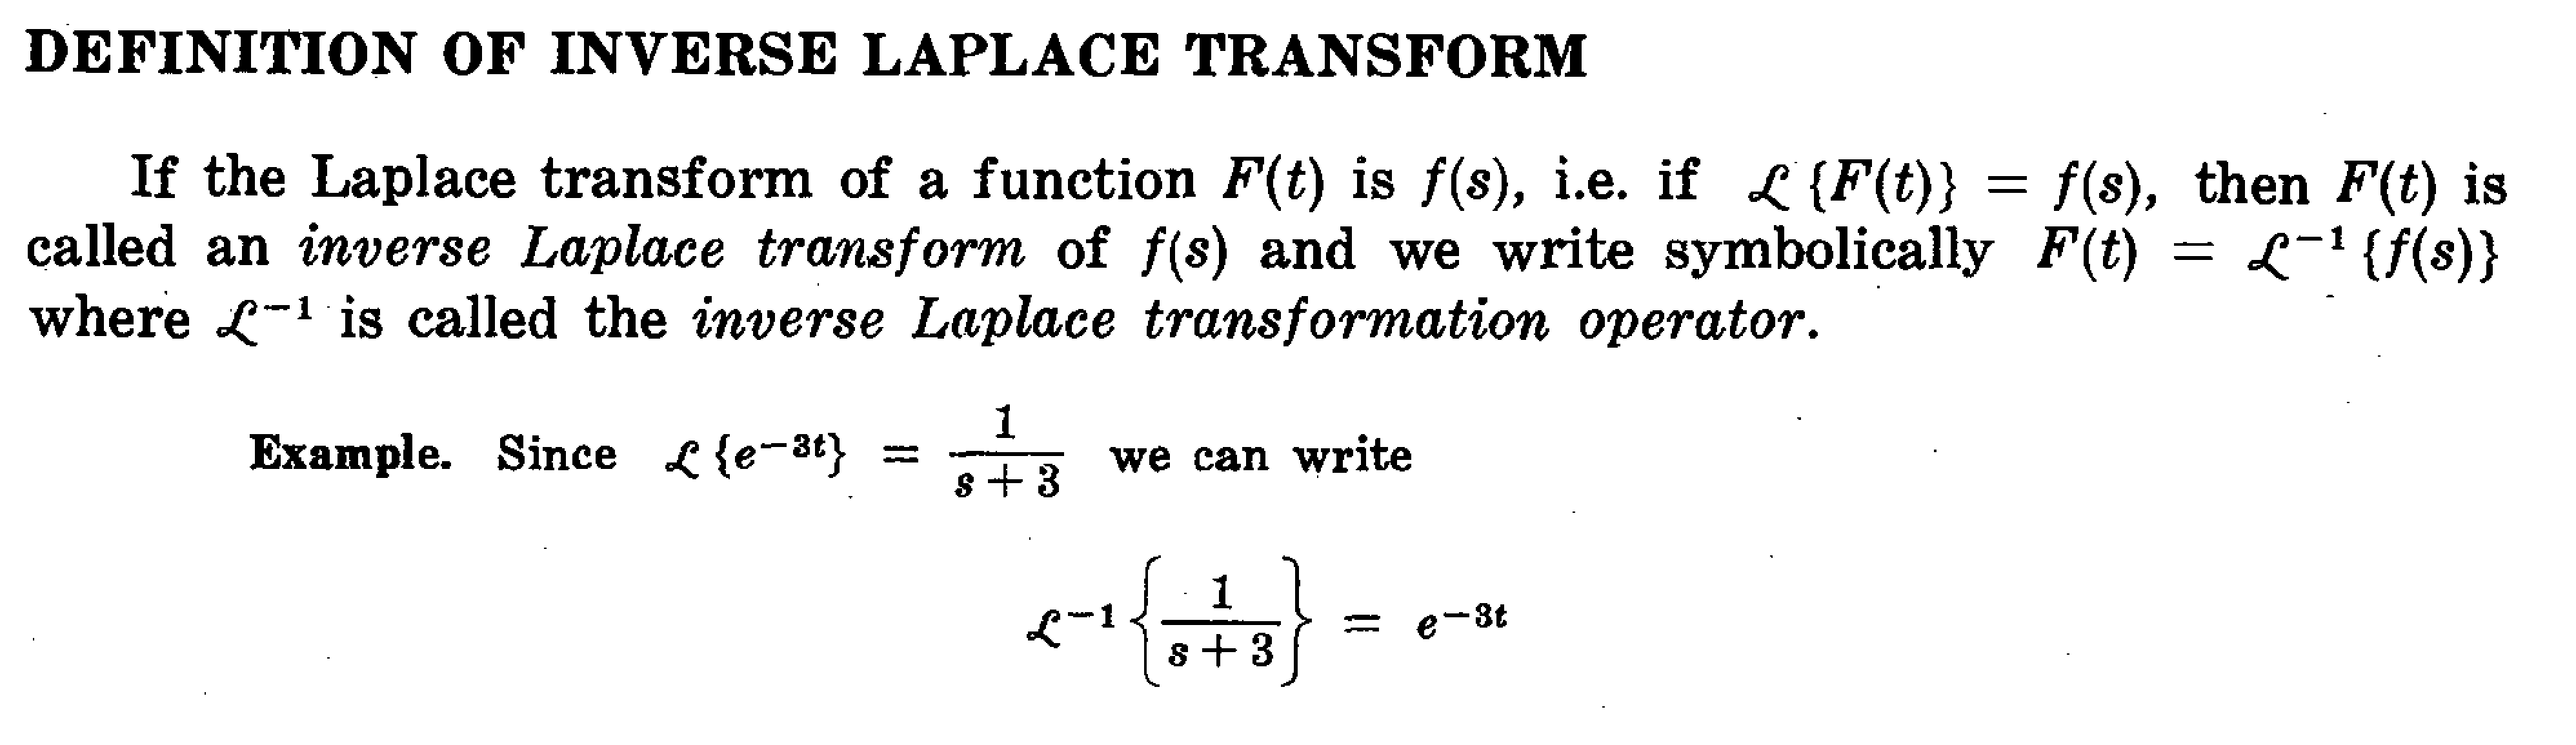 DEFINITION OF INVERSE LAPLACE TRANSFORM
If the Laplace transform of a function F(t) is f(s), i.e. if ℒ {F(t)} = f(s), then F(t) is
called an inverse Laplace transform of f(s) and we write symbolically F(t) = ℒ⁻¹ {f(s)}
where ℒ⁻¹ is called the inverse Laplace transformation operator.
Example. Since ℒ {e⁻³ᵗ} = 1/(s + 3) we can write
ℒ⁻¹ {1/(s + 3)} = e⁻³ᵗ